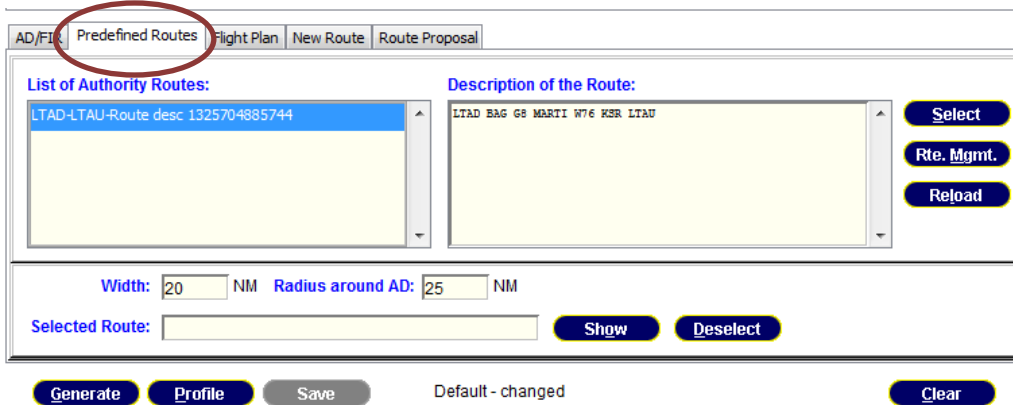 AD/FIR Predefined Routes Flight Plan New Route Route Proposal
List of Authority Routes: Description of the Route:
LTAD-LTAU-Route desc 1325704885744 LTAD BAG G8 MARTI W76 KSR LTAU
Select
Rte. Mgmt.
Reload
Width: 20 NM Radius around AD: 25 NM
Selected Route: Show Deselect
Generate Profile Save Default - changed Clear